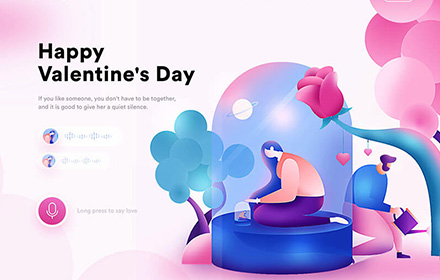 Happy
Valentine's Day
If you like someone, you don't have to be together,
and it is good to give her a quiet silence.
Long press to say love